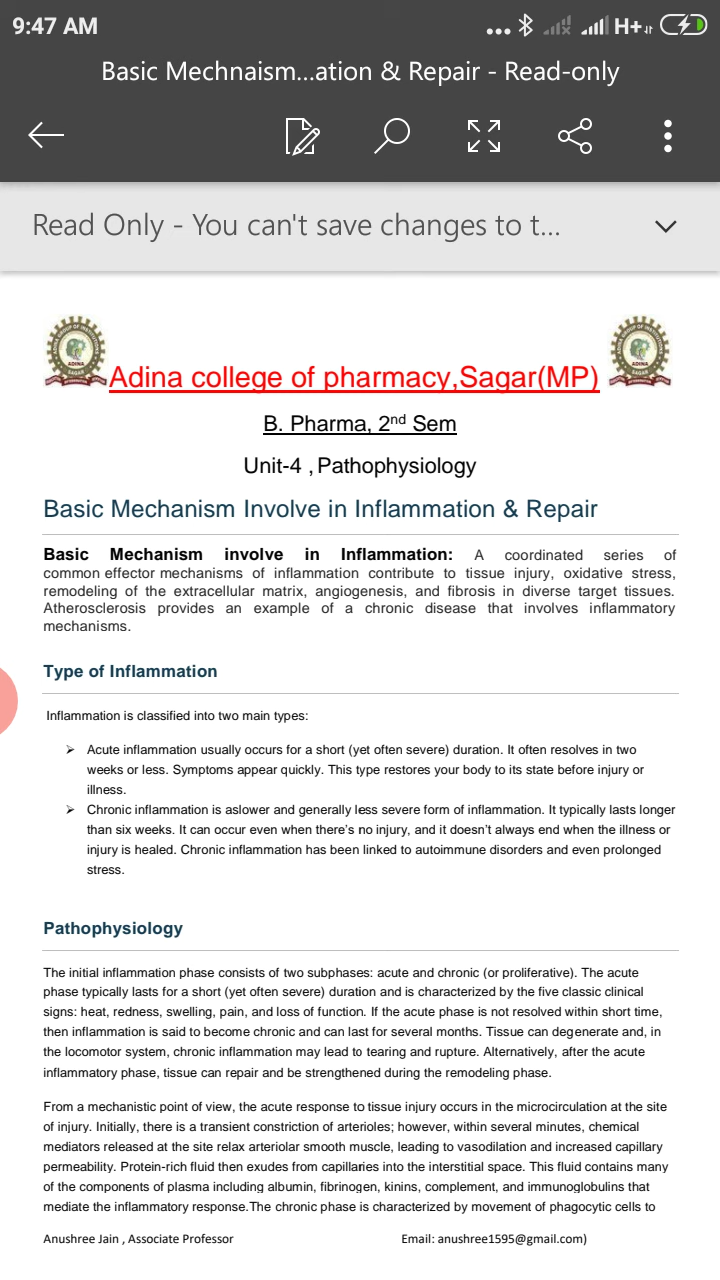 9:47 AM
H+
Basic Mechnaism...ation & Repair - Read-only
Read Only - You can't save changes to t...
Adina college of pharmacy,Sagar(MP)
B. Pharma, 2nd Sem
Unit-4 , Pathophysiology
Basic Mechanism Involve in Inflammation & Repair
Basic Mechanism involve in Inflammation: A coordinated series of
common effector mechanisms of inflammation contribute to tissue injury, oxidative stress,
remodeling of the extracellular matrix, angiogenesis, and fibrosis in diverse target tissues.
Atherosclerosis provides an example of a chronic disease that involves inflammatory
mechanisms.
Type of Inflammation
Inflammation is classified into two main types:
➢ Acute inflammation usually occurs for a short (yet often severe) duration. It often resolves in two
weeks or less. Symptoms appear quickly. This type restores your body to its state before injury or
illness.
➢ Chronic inflammation is aslower and generally less severe form of inflammation. It typically lasts longer
than six weeks. It can occur even when there's no injury, and it doesn't always end when the illness or
injury is healed. Chronic inflammation has been linked to autoimmune disorders and even prolonged
stress.
Pathophysiology
The initial inflammation phase consists of two subphases: acute and chronic (or proliferative). The acute
phase typically lasts for a short (yet often severe) duration and is characterized by the five classic clinical
signs: heat, redness, swelling, pain, and loss of function. If the acute phase is not resolved within short time,
then inflammation is said to become chronic and can last for several months. Tissue can degenerate and, in
the locomotor system, chronic inflammation may lead to tearing and rupture. Alternatively, after the acute
inflammatory phase, tissue can repair and be strengthened during the remodeling phase.
From a mechanistic point of view, the acute response to tissue injury occurs in the microcirculation at the site
of injury. Initially, there is a transient constriction of arterioles; however, within several minutes, chemical
mediators released at the site relax arteriolar smooth muscle, leading to vasodilation and increased capillary
permeability. Protein-rich fluid then exudes from capillaries into the interstitial space. This fluid contains many
of the components of plasma including albumin, fibrinogen, kinins, complement, and immunoglobulins that
mediate the inflammatory response.The chronic phase is characterized by movement of phagocytic cells to
Anushree Jain , Associate Professor Email: anushree1595@gmail.com)